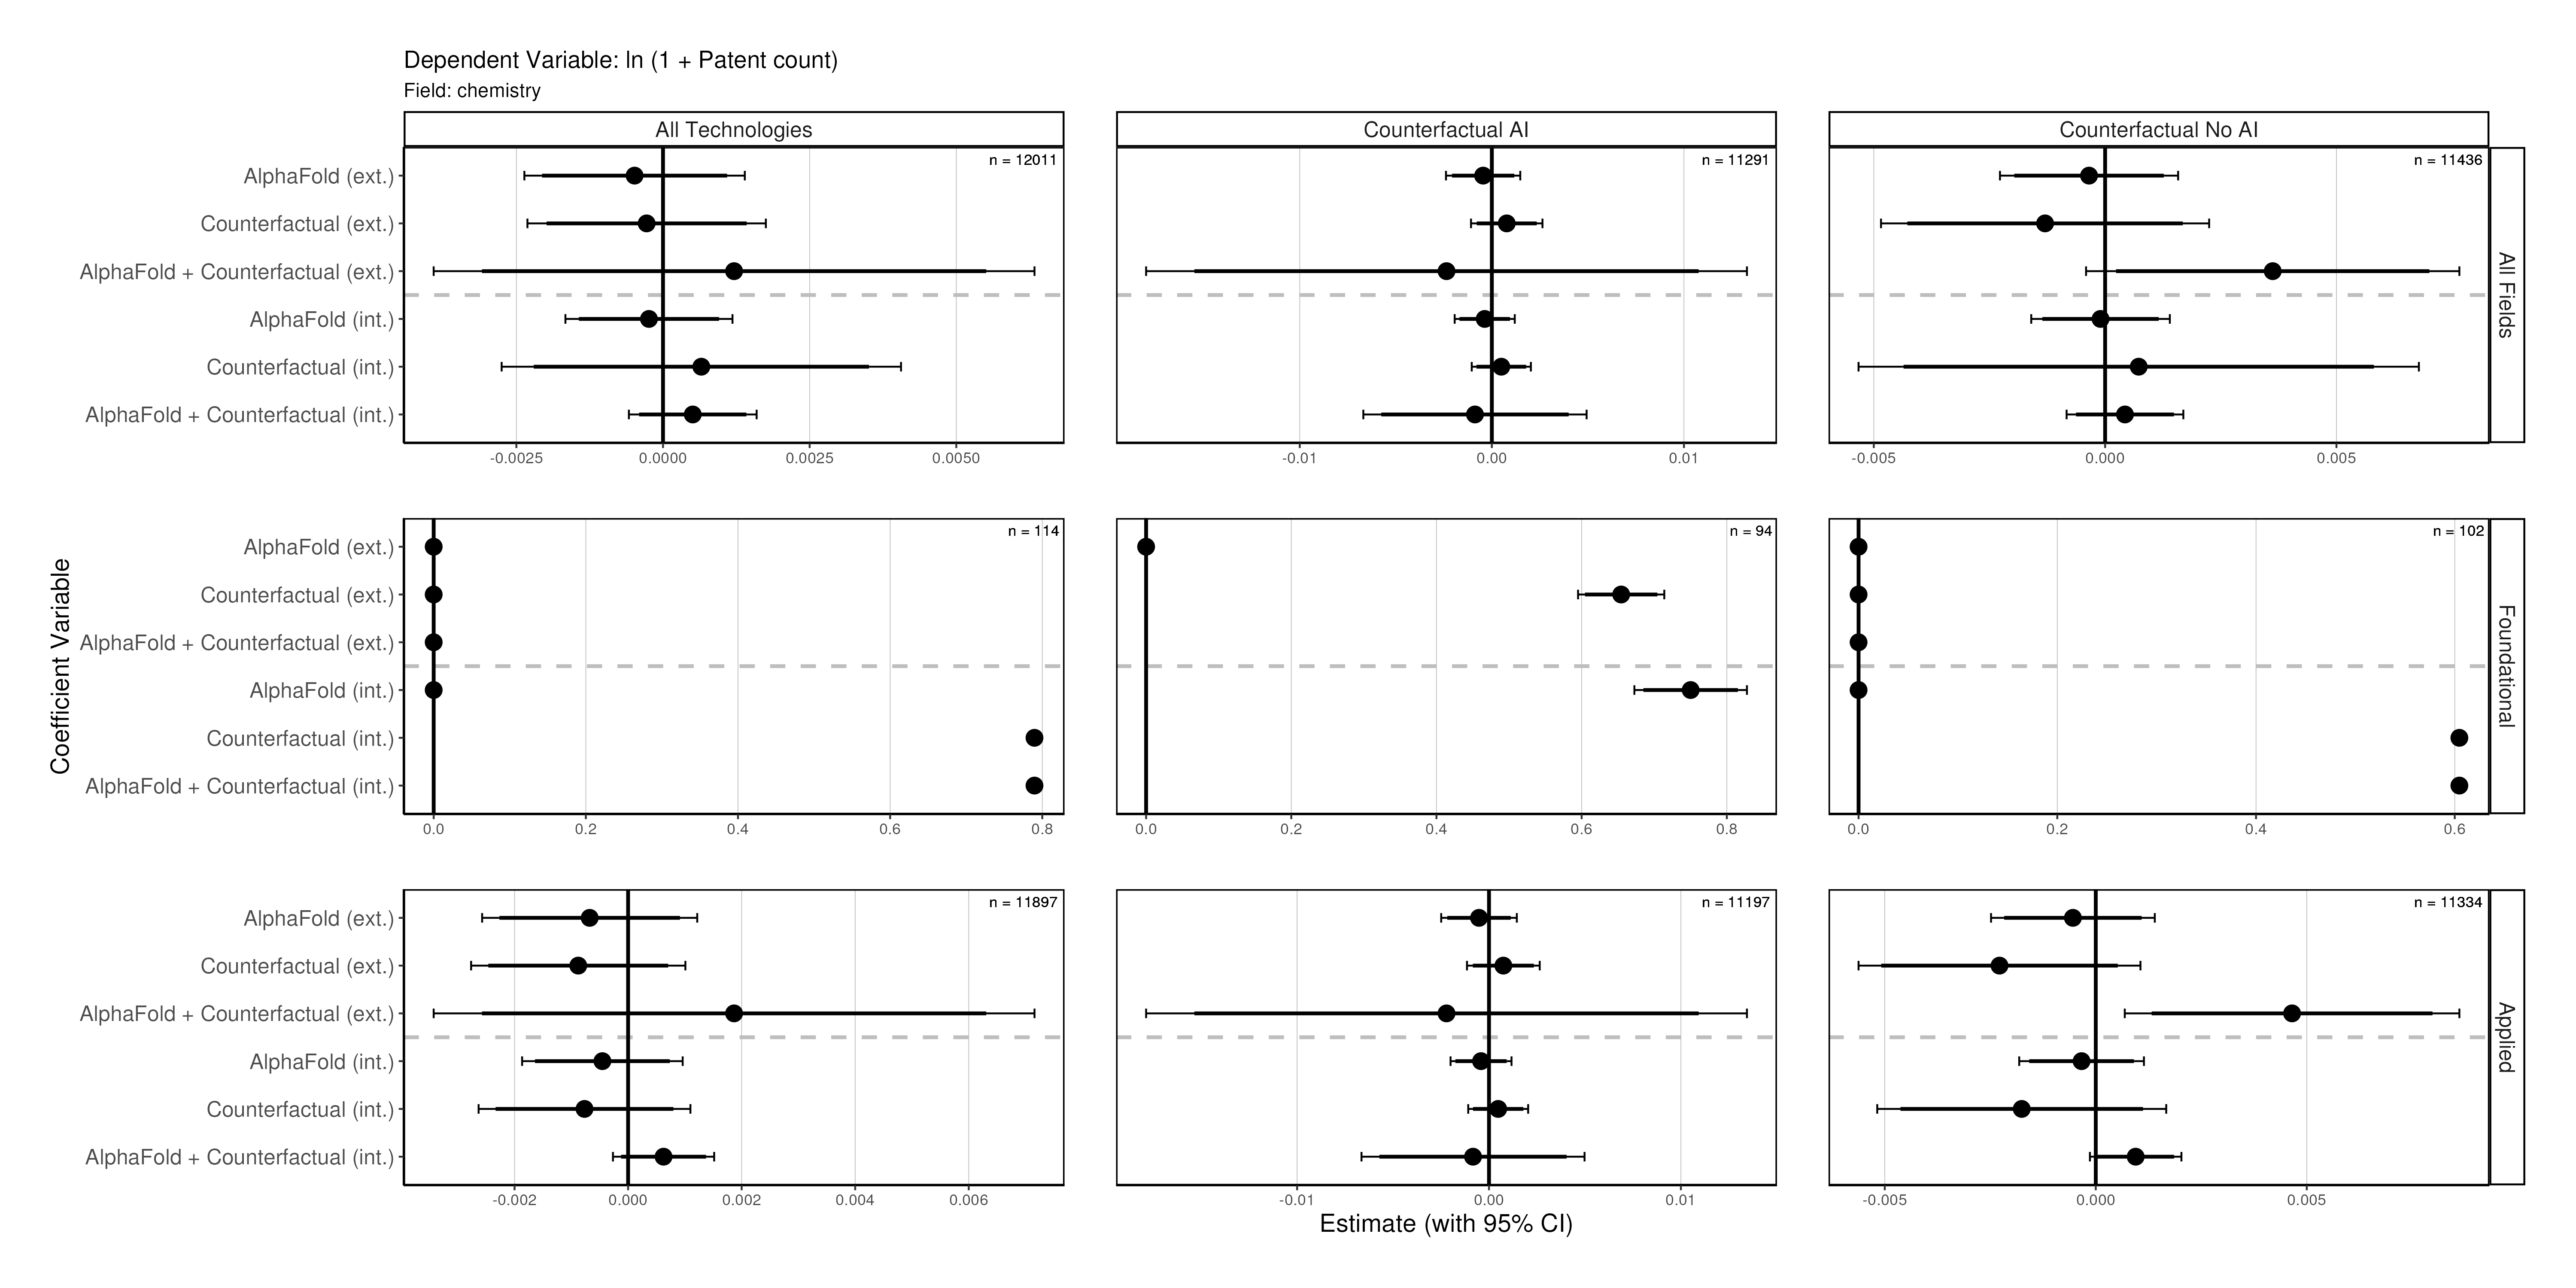 Dependent Variable: ln (1 + Patent count)
Field: chemistry
All Technologies
Counterfactual AI
Counterfactual No AI
n = 12011
n = 11291
n = 11436
AlphaFold (ext.)
Counterfactual (ext.)
AlphaFold + Counterfactual (ext.)
AlphaFold (int.)
Counterfactual (int.)
AlphaFold + Counterfactual (int.)
All Fields
-0.0025 0.0000 0.0025 0.0050
-0.01 0.00 0.01
-0.005 0.000 0.005
n = 114
n = 94
n = 102
AlphaFold (ext.)
Counterfactual (ext.)
AlphaFold + Counterfactual (ext.)
AlphaFold (int.)
Counterfactual (int.)
AlphaFold + Counterfactual (int.)
Foundational
Coefficient Variable
0.0 0.2 0.4 0.6 0.8
0.0 0.2 0.4 0.6 0.8
0.0 0.2 0.4 0.6
n = 11897
n = 11197
n = 11334
AlphaFold (ext.)
Counterfactual (ext.)
AlphaFold + Counterfactual (ext.)
AlphaFold (int.)
Counterfactual (int.)
AlphaFold + Counterfactual (int.)
Applied
-0.002 0.000 0.002 0.004 0.006
-0.01 0.00 0.01
-0.005 0.000 0.005
Estimate (with 95% CI)